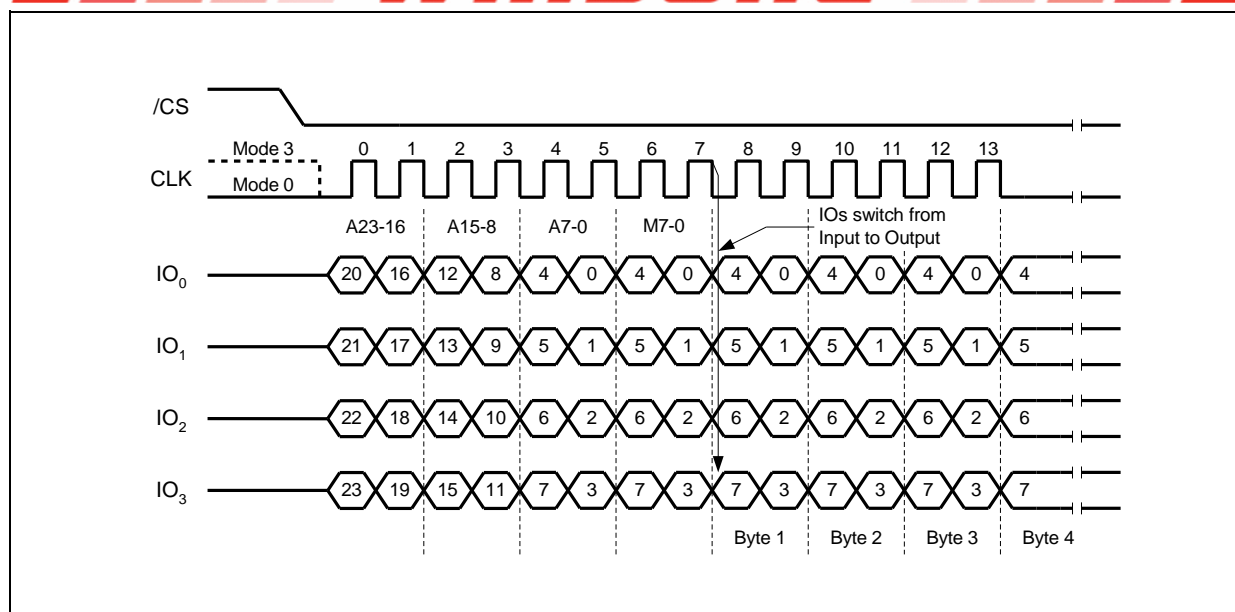 /CS
Mode 3
0 1 2 3 4 5 6 7 8 9 10 11 12 13
CLK
Mode 0
IOs switch from
Input to Output
A23-16 A15-8 A7-0 M7-0
IO0 20 16 12 8 4 0 4 0 4 0 4 0 4 0 4
IO1 21 17 13 9 5 1 5 1 5 1 5 1 5 1 5
IO2 22 18 14 10 6 2 6 2 6 2 6 2 6 2 6
IO3 23 19 15 11 7 3 7 3 7 3 7 3 7 3 7
Byte 1 Byte 2 Byte 3 Byte 4